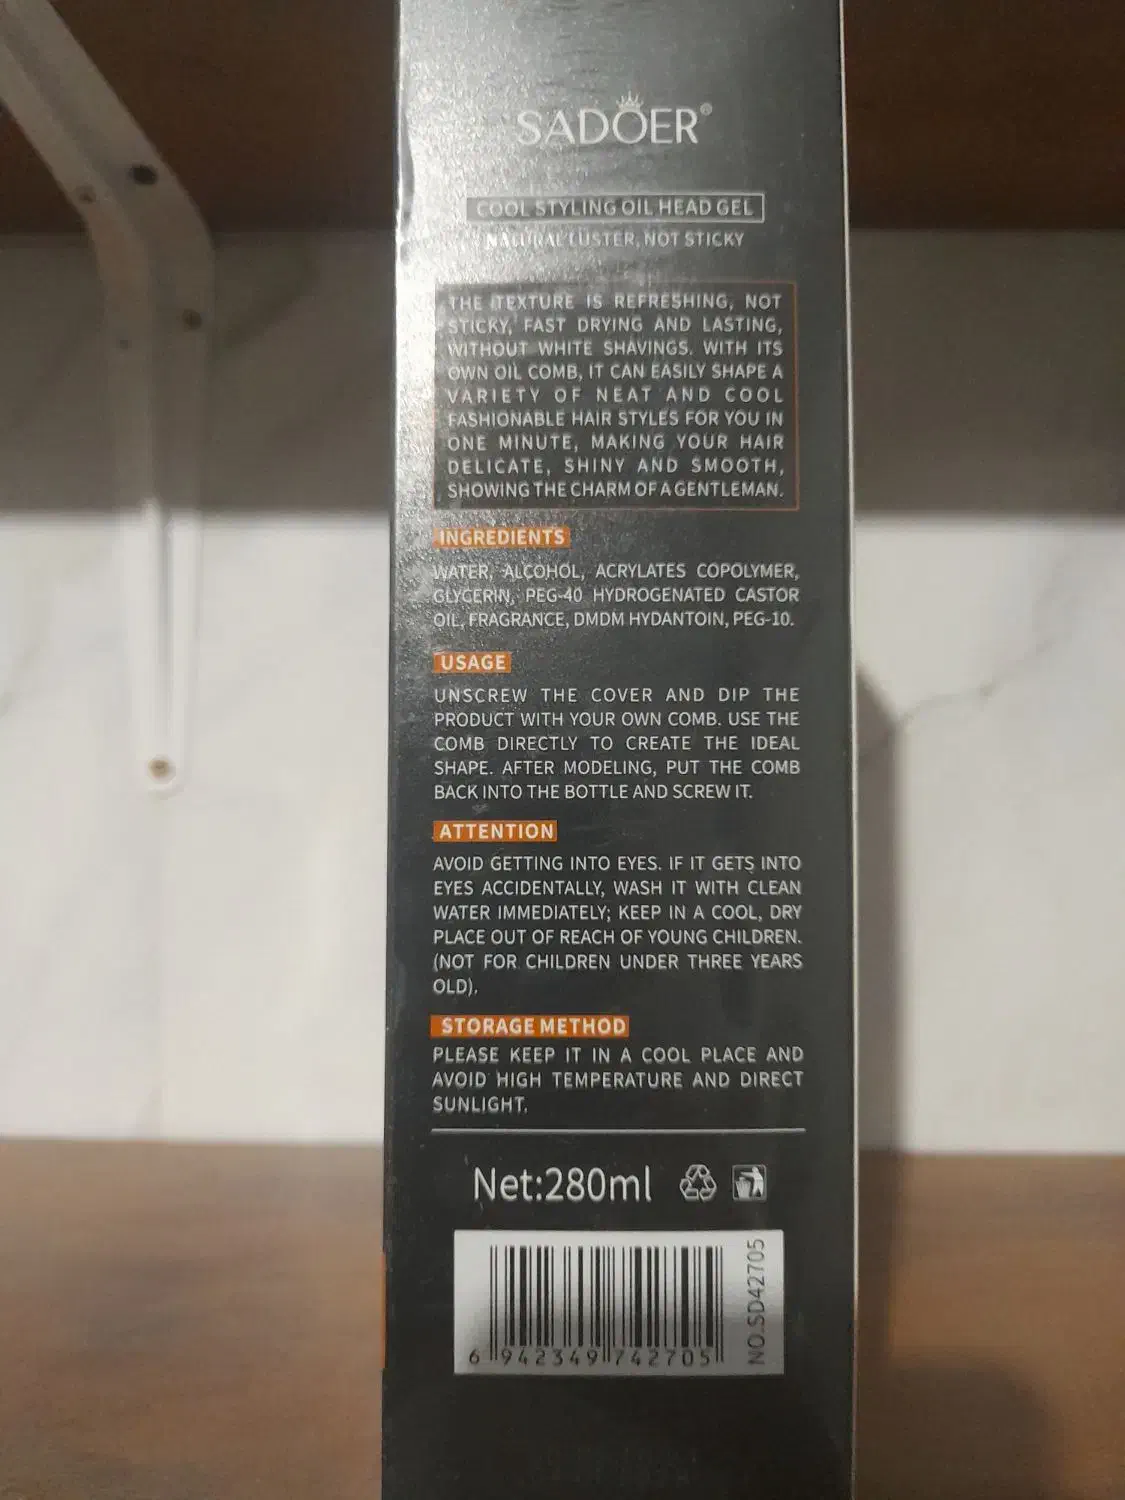 SADOER®
COOL STYLING OIL HEAD GEL
NATURAL LUSTER, NOT STICKY
THE TEXTURE IS REFRESHING, NOT
STICKY, FAST DRYING AND LASTING,
WITHOUT WHITE SHAVINGS. WITH ITS
OWN OIL COMB, IT CAN EASILY SHAPE A
VARIETY OF NEAT AND COOL
FASHIONABLE HAIR STYLES FOR YOU IN
ONE MINUTE, MAKING YOUR HAIR
DELICATE, SHINY AND SMOOTH,
SHOWING THE CHARM OF A GENTLEMAN.
INGREDIENTS
WATER, ALCOHOL, ACRYLATES COPOLYMER,
GLYCERIN, PEG-40 HYDROGENATED CASTOR
OIL, FRAGRANCE, DMDM HYDANTOIN, PEG-10.
USAGE
UNSCREW THE COVER AND DIP THE
PRODUCT WITH YOUR OWN COMB. USE THE
COMB DIRECTLY TO CREATE THE IDEAL
SHAPE. AFTER MODELING, PUT THE COMB
BACK INTO THE BOTTLE AND SCREW IT.
ATTENTION
AVOID GETTING INTO EYES. IF IT GETS INTO
EYES ACCIDENTALLY, WASH IT WITH CLEAN
WATER IMMEDIATELY; KEEP IN A COOL, DRY
PLACE OUT OF REACH OF YOUNG CHILDREN.
(NOT FOR CHILDREN UNDER THREE YEARS
OLD).
STORAGE METHOD
PLEASE KEEP IT IN A COOL PLACE AND
AVOID HIGH TEMPERATURE AND DIRECT
SUNLIGHT.
Net:280ml
6 942349 742705
NO.SD42705